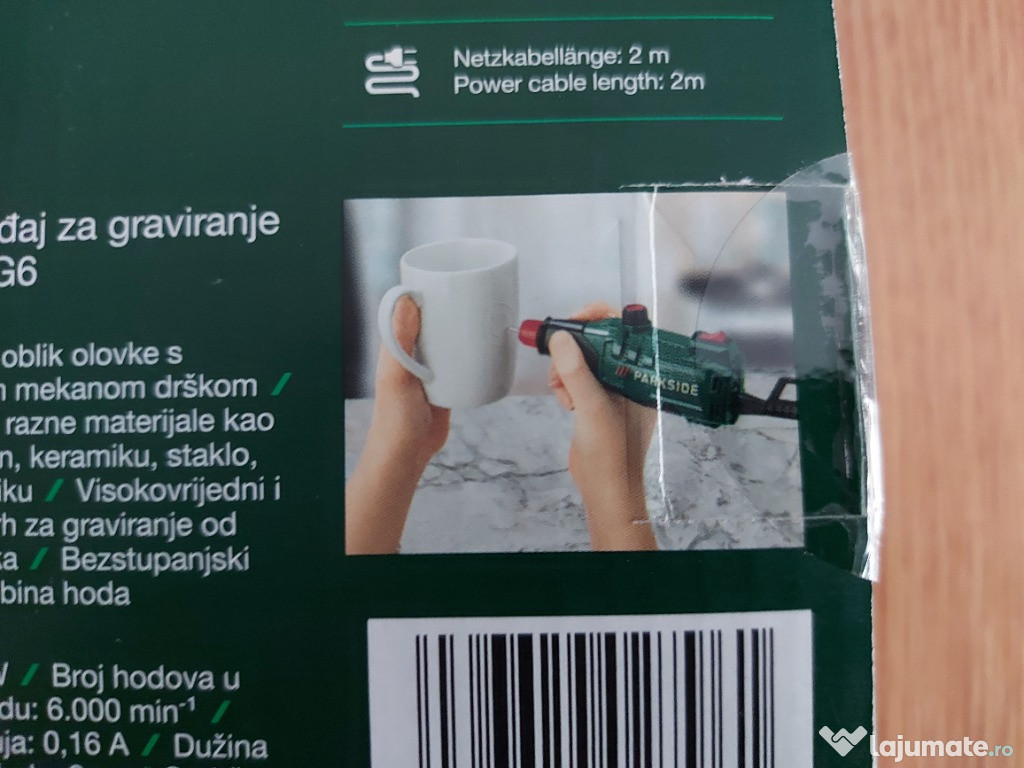 Netzkabellänge: 2 m
Power cable length: 2m
đaj za graviranje
G6
oblik olovke s
mekanom drškom /
razne materijale kao
n, keramiku, staklo,
iku / Visokovrijedni i
rh za graviranje od
ka / Bezstupanjski
bina hoda
PARKSIDE
W / Broj hodova u
du: 6.000 min⁻¹ /
ja: 0,16 A / Dužina
lajumate.ro